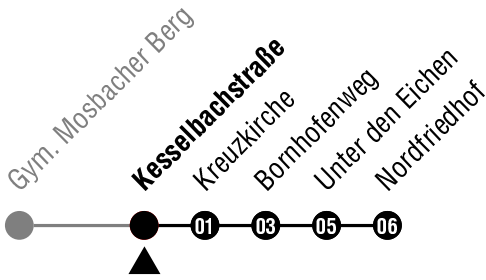 Gym. Mosbacher Berg
Kesselbachstraße
Kreuzkirche
Bornhofenweg
Unter den Eichen
Nordfriedhof
01 03 05 06